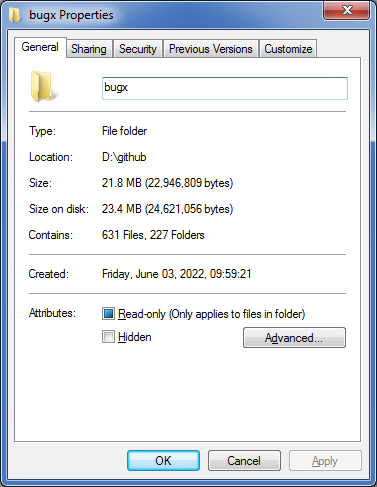 bugx Properties
General Sharing Security Previous Versions Customize
bugx
Type: File folder
Location: D:\github
Size: 21.8 MB (22,946,809 bytes)
Size on disk: 23.4 MB (24,621,056 bytes)
Contains: 631 Files, 227 Folders
Created: Friday, June 03, 2022, 09:59:21
Attributes: Read-only (Only applies to files in folder)
Hidden Advanced...
OK Cancel Apply